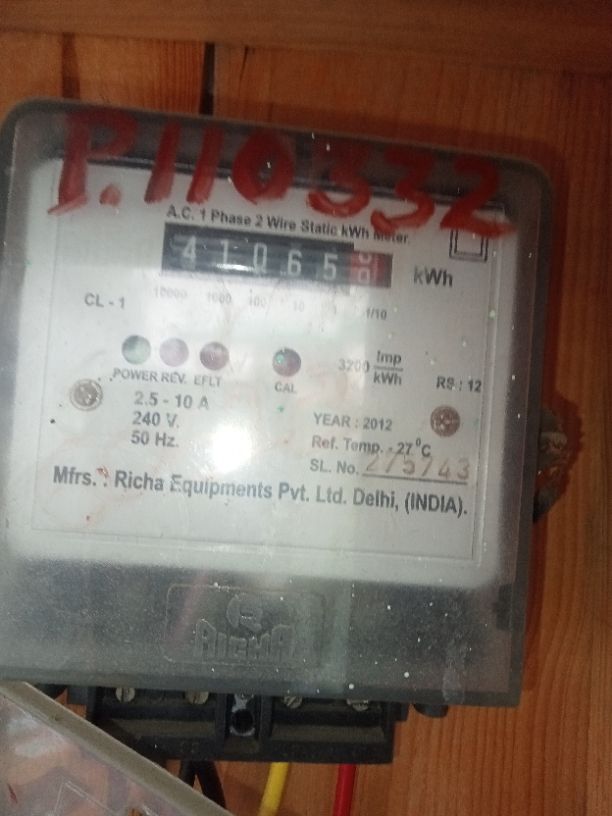 P.110332
A.C. 1 Phase 2 Wire Static kWh Meter
41065 kWh
CL - 1 10000 1000 100 10 1 1/10
POWER REV. EFLT CAL 3200 Imp/kWh RS : 12
2.5 - 10 A
240 V.
50 Hz.
YEAR : 2012
Ref. Temp. - 27°C
SL. No. 275743
Mfrs. : Richa Equipments Pvt. Ltd. Delhi, (INDIA).
RICHA